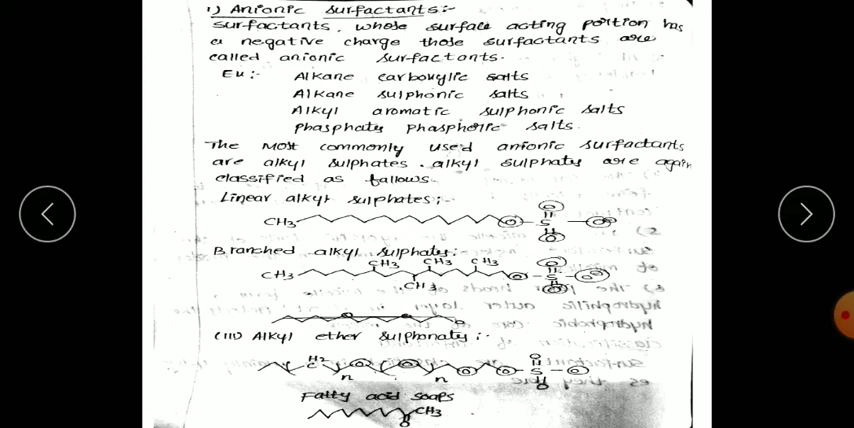 1) Anionic surfactants:-
surfactants, whose surface acting portion has
a negative charge those surfactants are
called anionic surfactants.
Ex:- Alkane carboxylic salts
Alkane sulphonic salts
Alkyl aromatic sulphonic salts
phasphates phaspholic salts.
The most commonly used anionic surfactants
are alkyl sulphates. alkyl sulphates are again
classified as follows.
Linear alkyl sulphates:-
CH3 O O S O O
Branched alkyl sulphates:
CH3 CH3 CH3
CH3 O O S O O
CH3
(iii) Alkyl ether sulphonates:-
H2
C O O O O O S O O
n n
Fatty acid soaps
CH3
O